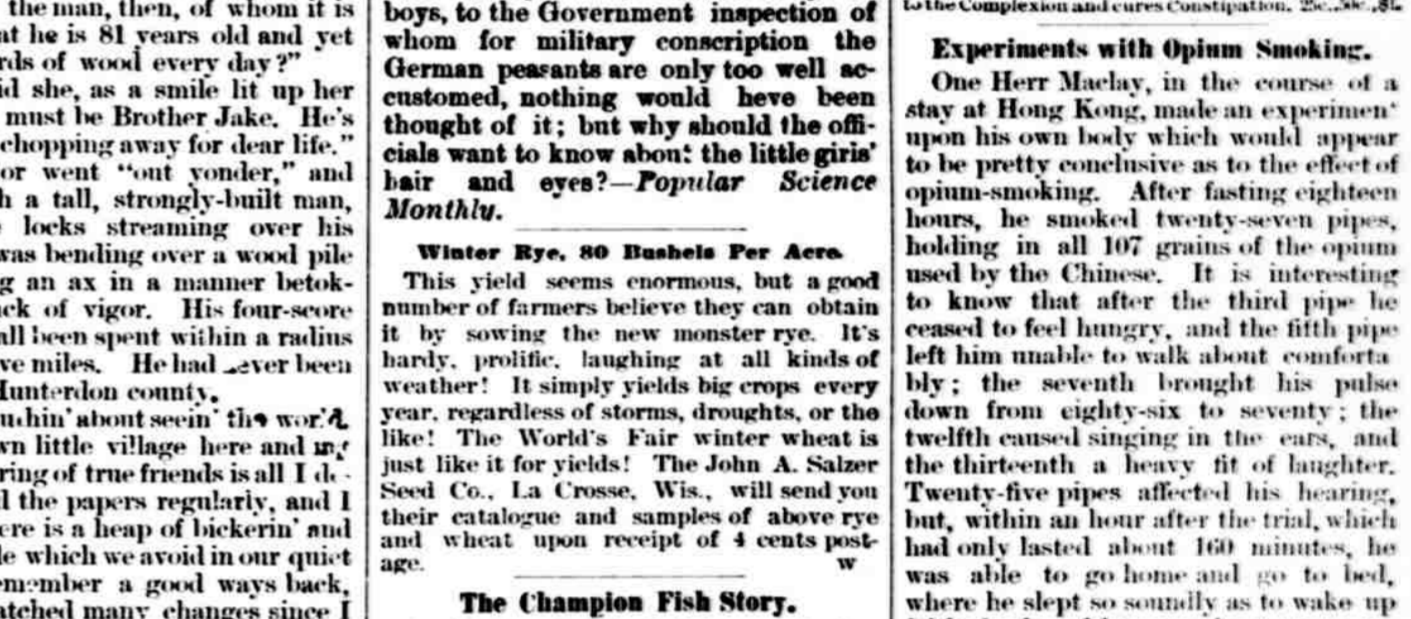 the man, then, of whom it is
at he is 81 years old and yet
rds of wood every day?"
id she, as a smile lit up her
must be Brother Jake. He's
chopping away for dear life."
or went "out yonder," and
h a tall, strongly-built man,
locks streaming over his
was bending over a wood pile
g an ax in a manner betok-
ck of vigor. His four-score
all been spent within a radius
ve miles. He had ever been
Hunterdon county.
uthin' about seein' the wor'd
wn little village here and my
ring of true friends is all I de-
d the papers regularly, and I
ere is a heap of bickerin' and
le which we avoid in our quiet
emember a good ways back,
atched many changes since I
boys, to the Government inspection of
whom for military conscription the
German peasants are only too well ac-
customed, nothing would heve been
thought of it; but why should the offi-
cials want to know about the little girls'
hair and eyes?—Popular Science
Monthly.
Winter Rye, 80 Bushels Per Acre.
This yield seems enormous, but a good
number of farmers believe they can obtain
it by sowing the new monster rye. It's
hardy, prolific, laughing at all kinds of
weather! It simply yields big crops every
year, regardless of storms, droughts, or the
like! The World's Fair winter wheat is
just like it for yields! The John A. Salzer
Seed Co., La Crosse, Wis., will send you
their catalogue and samples of above rye
and wheat upon receipt of 4 cents post-
age. W
The Champion Fish Story.
to the Complexion and cures Constipation. 25c., 50c., $1.
Experiments with Opium Smoking.
One Herr Maclay, in the course of a
stay at Hong Kong, made an experiment
upon his own body which would appear
to be pretty conclusive as to the effect of
opium-smoking. After fasting eighteen
hours, he smoked twenty-seven pipes,
holding in all 107 grains of the opium
used by the Chinese. It is interesting
to know that after the third pipe he
ceased to feel hungry, and the fifth pipe
left him unable to walk about comforta
bly; the seventh brought his pulse
down from eighty-six to seventy; the
twelfth caused singing in the ears, and
the thirteenth a heavy fit of laughter.
Twenty-five pipes affected his hearing,
but, within an hour after the trial, which
had only lasted about 160 minutes, he
was able to go home and go to bed,
where he slept so soundly as to wake up